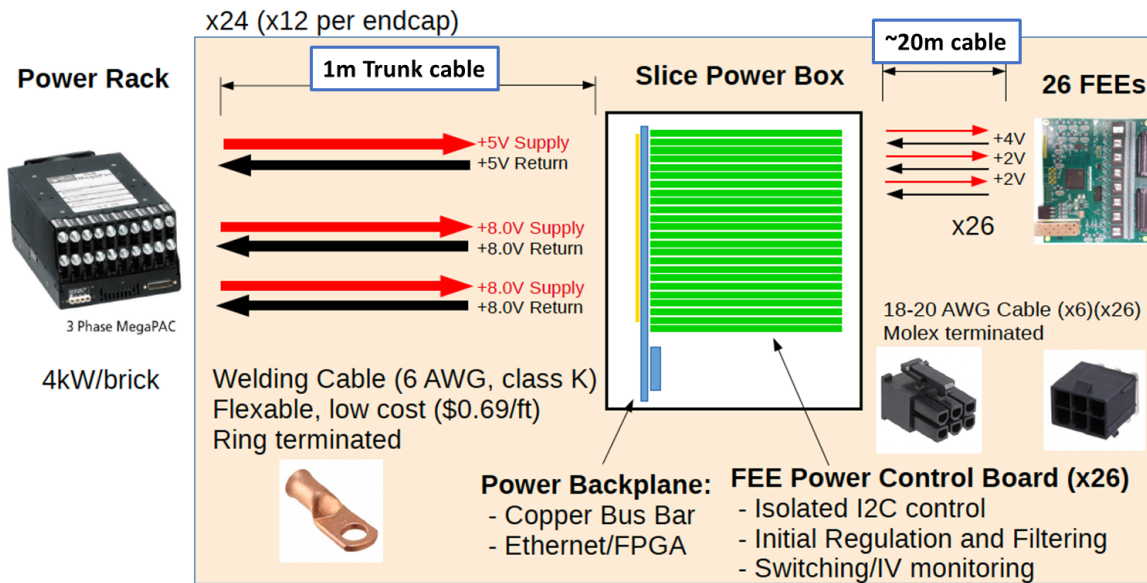 x24 (x12 per endcap)
Power Rack
1m Trunk cable
Slice Power Box
~20m cable
26 FEEs
+5V Supply
+5V Return
+8.0V Supply
+8.0V Return
+8.0V Supply
+8.0V Return
+4V
+2V
+2V
x26
3 Phase MegaPAC
4kW/brick
18-20 AWG Cable (x6)(x26)
Molex terminated
Welding Cable (6 AWG, class K)
Flexable, low cost ($0.69/ft)
Ring terminated
Power Backplane:
- Copper Bus Bar
- Ethernet/FPGA
FEE Power Control Board (x26)
- Isolated I2C control
- Initial Regulation and Filtering
- Switching/IV monitoring